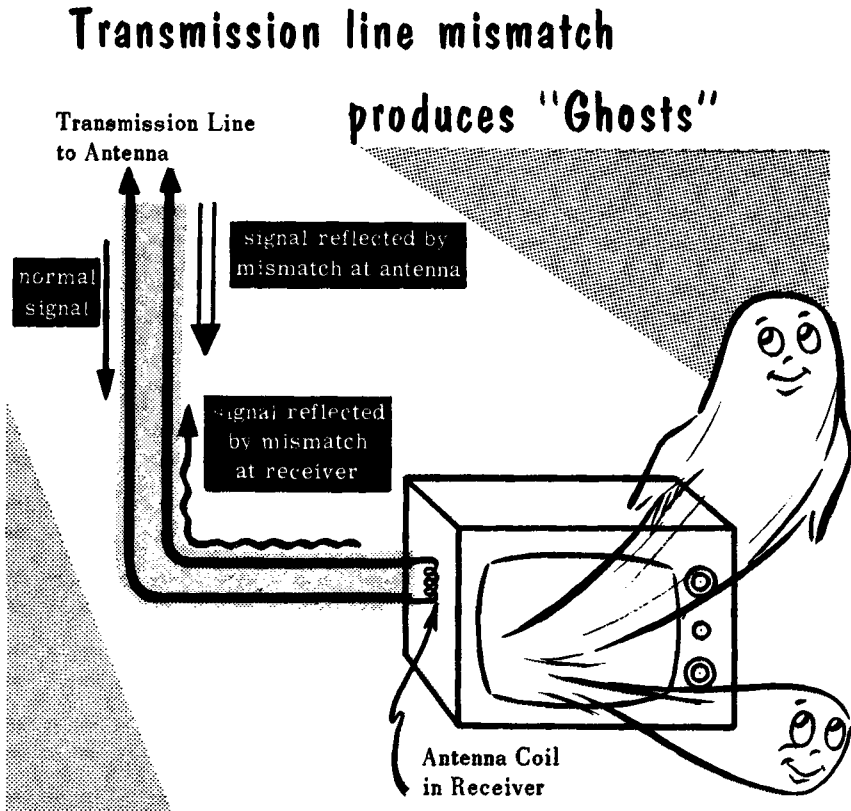 Transmission line mismatch
produces "Ghosts"
Transmission Line
to Antenna
signal reflected by
mismatch at antenna
normal
signal
signal reflected
by mismatch
at receiver
Antenna Coil
in Receiver